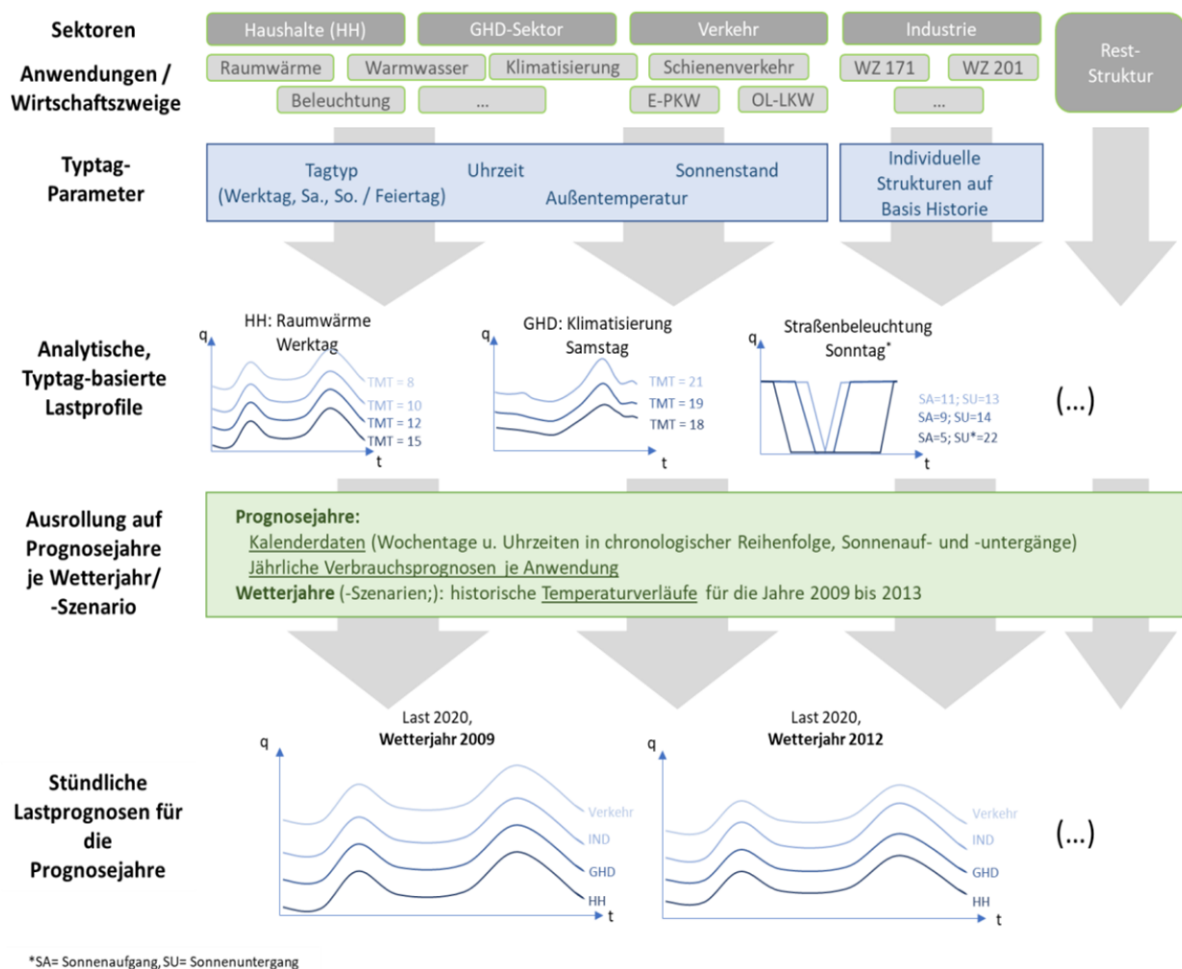 Sektoren
Haushalte (HH)
GHD-Sektor
Verkehr
Industrie
Rest-
Struktur
Anwendungen /
Wirtschaftszweige
Raumwärme
Warmwasser
Klimatisierung
Schienenverkehr
WZ 171
WZ 201
Beleuchtung
...
E-PKW
OL-LKW
...
Typtag-
Parameter
Tagtyp
(Werktag, Sa., So. / Feiertag)
Uhrzeit
Außentemperatur
Sonnenstand
Individuelle
Strukturen auf
Basis Historie
Analytische,
Typtag-basierte
Lastprofile
HH: Raumwärme
Werktag
q
TMT = 8
TMT = 10
TMT = 12
TMT = 15
t
GHD: Klimatisierung
Samstag
q
TMT = 21
TMT = 19
TMT = 18
t
Straßenbeleuchtung
Sonntag*
q
SA=11; SU=13
SA=9; SU=14
SA=5; SU*=22
t
(...)
Ausrollung auf
Prognosejahre
je Wetterjahr/
-Szenario
Prognosejahre:
Kalenderdaten (Wochentage u. Uhrzeiten in chronologischer Reihenfolge, Sonnenauf- und -untergänge)
Jährliche Verbrauchsprognosen je Anwendung
Wetterjahre (-Szenarien;): historische Temperaturverläufe für die Jahre 2009 bis 2013
Stündliche
Lastprognosen für
die
Prognosejahre
Last 2020,
Wetterjahr 2009
q
Verkehr
IND
GHD
HH
t
Last 2020,
Wetterjahr 2012
q
Verkehr
IND
GHD
HH
t
(...)
*SA= Sonnenaufgang, SU= Sonnenuntergang